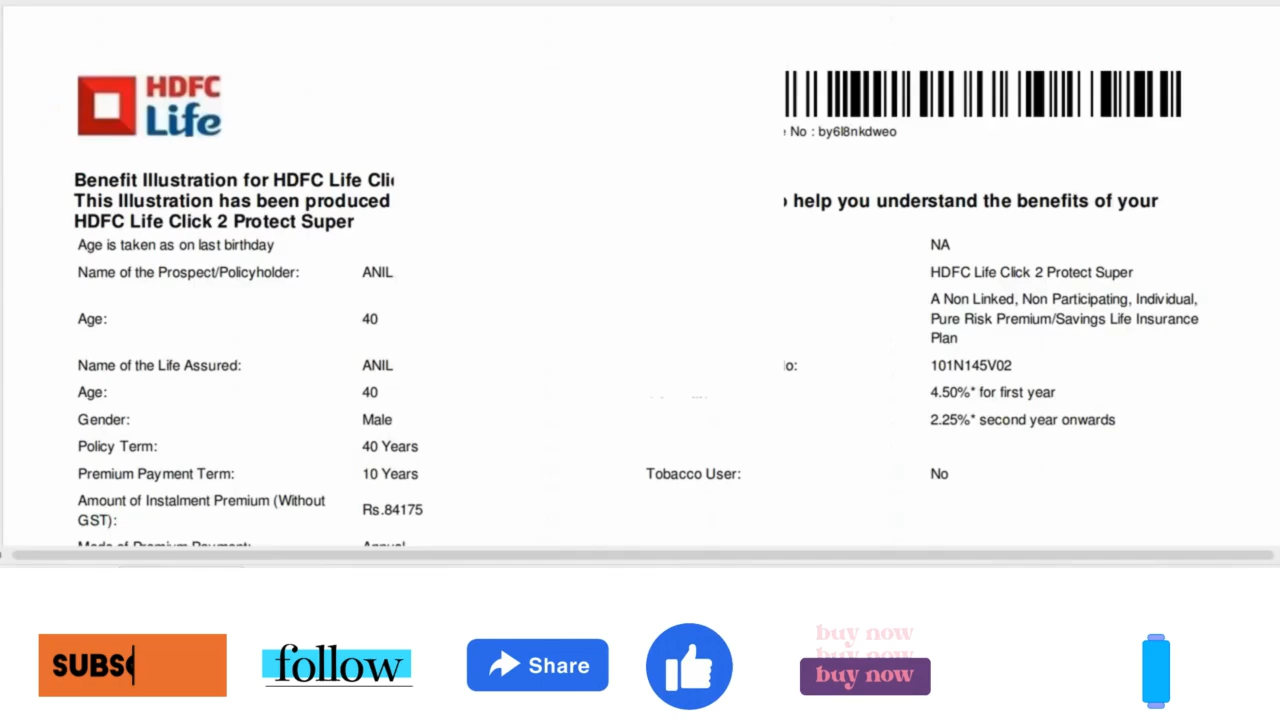 HDFC
Life
No : by6l8nkdweo
Benefit Illustration for HDFC Life
This Illustration has been produced
help you understand the benefits of your
HDFC Life Click 2 Protect Super
Age is taken as on last birthday
NA
Name of the Prospect/Policyholder: ANIL
HDFC Life Click 2 Protect Super
A Non Linked, Non Participating, Individual,
Age: 40
Pure Risk Premium/Savings Life Insurance
Plan
Name of the Life Assured: ANIL
101N145V02
Age: 40
4.50%* for first year
Gender: Male
2.25%* second year onwards
Policy Term: 40 Years
Premium Payment Term: 10 Years
Tobacco User: No
Amount of Instalment Premium (Without
GST): Rs.84175
Mode of Premium Payment: Annual
SUBS
follow
Share
buy now
buy now
buy now